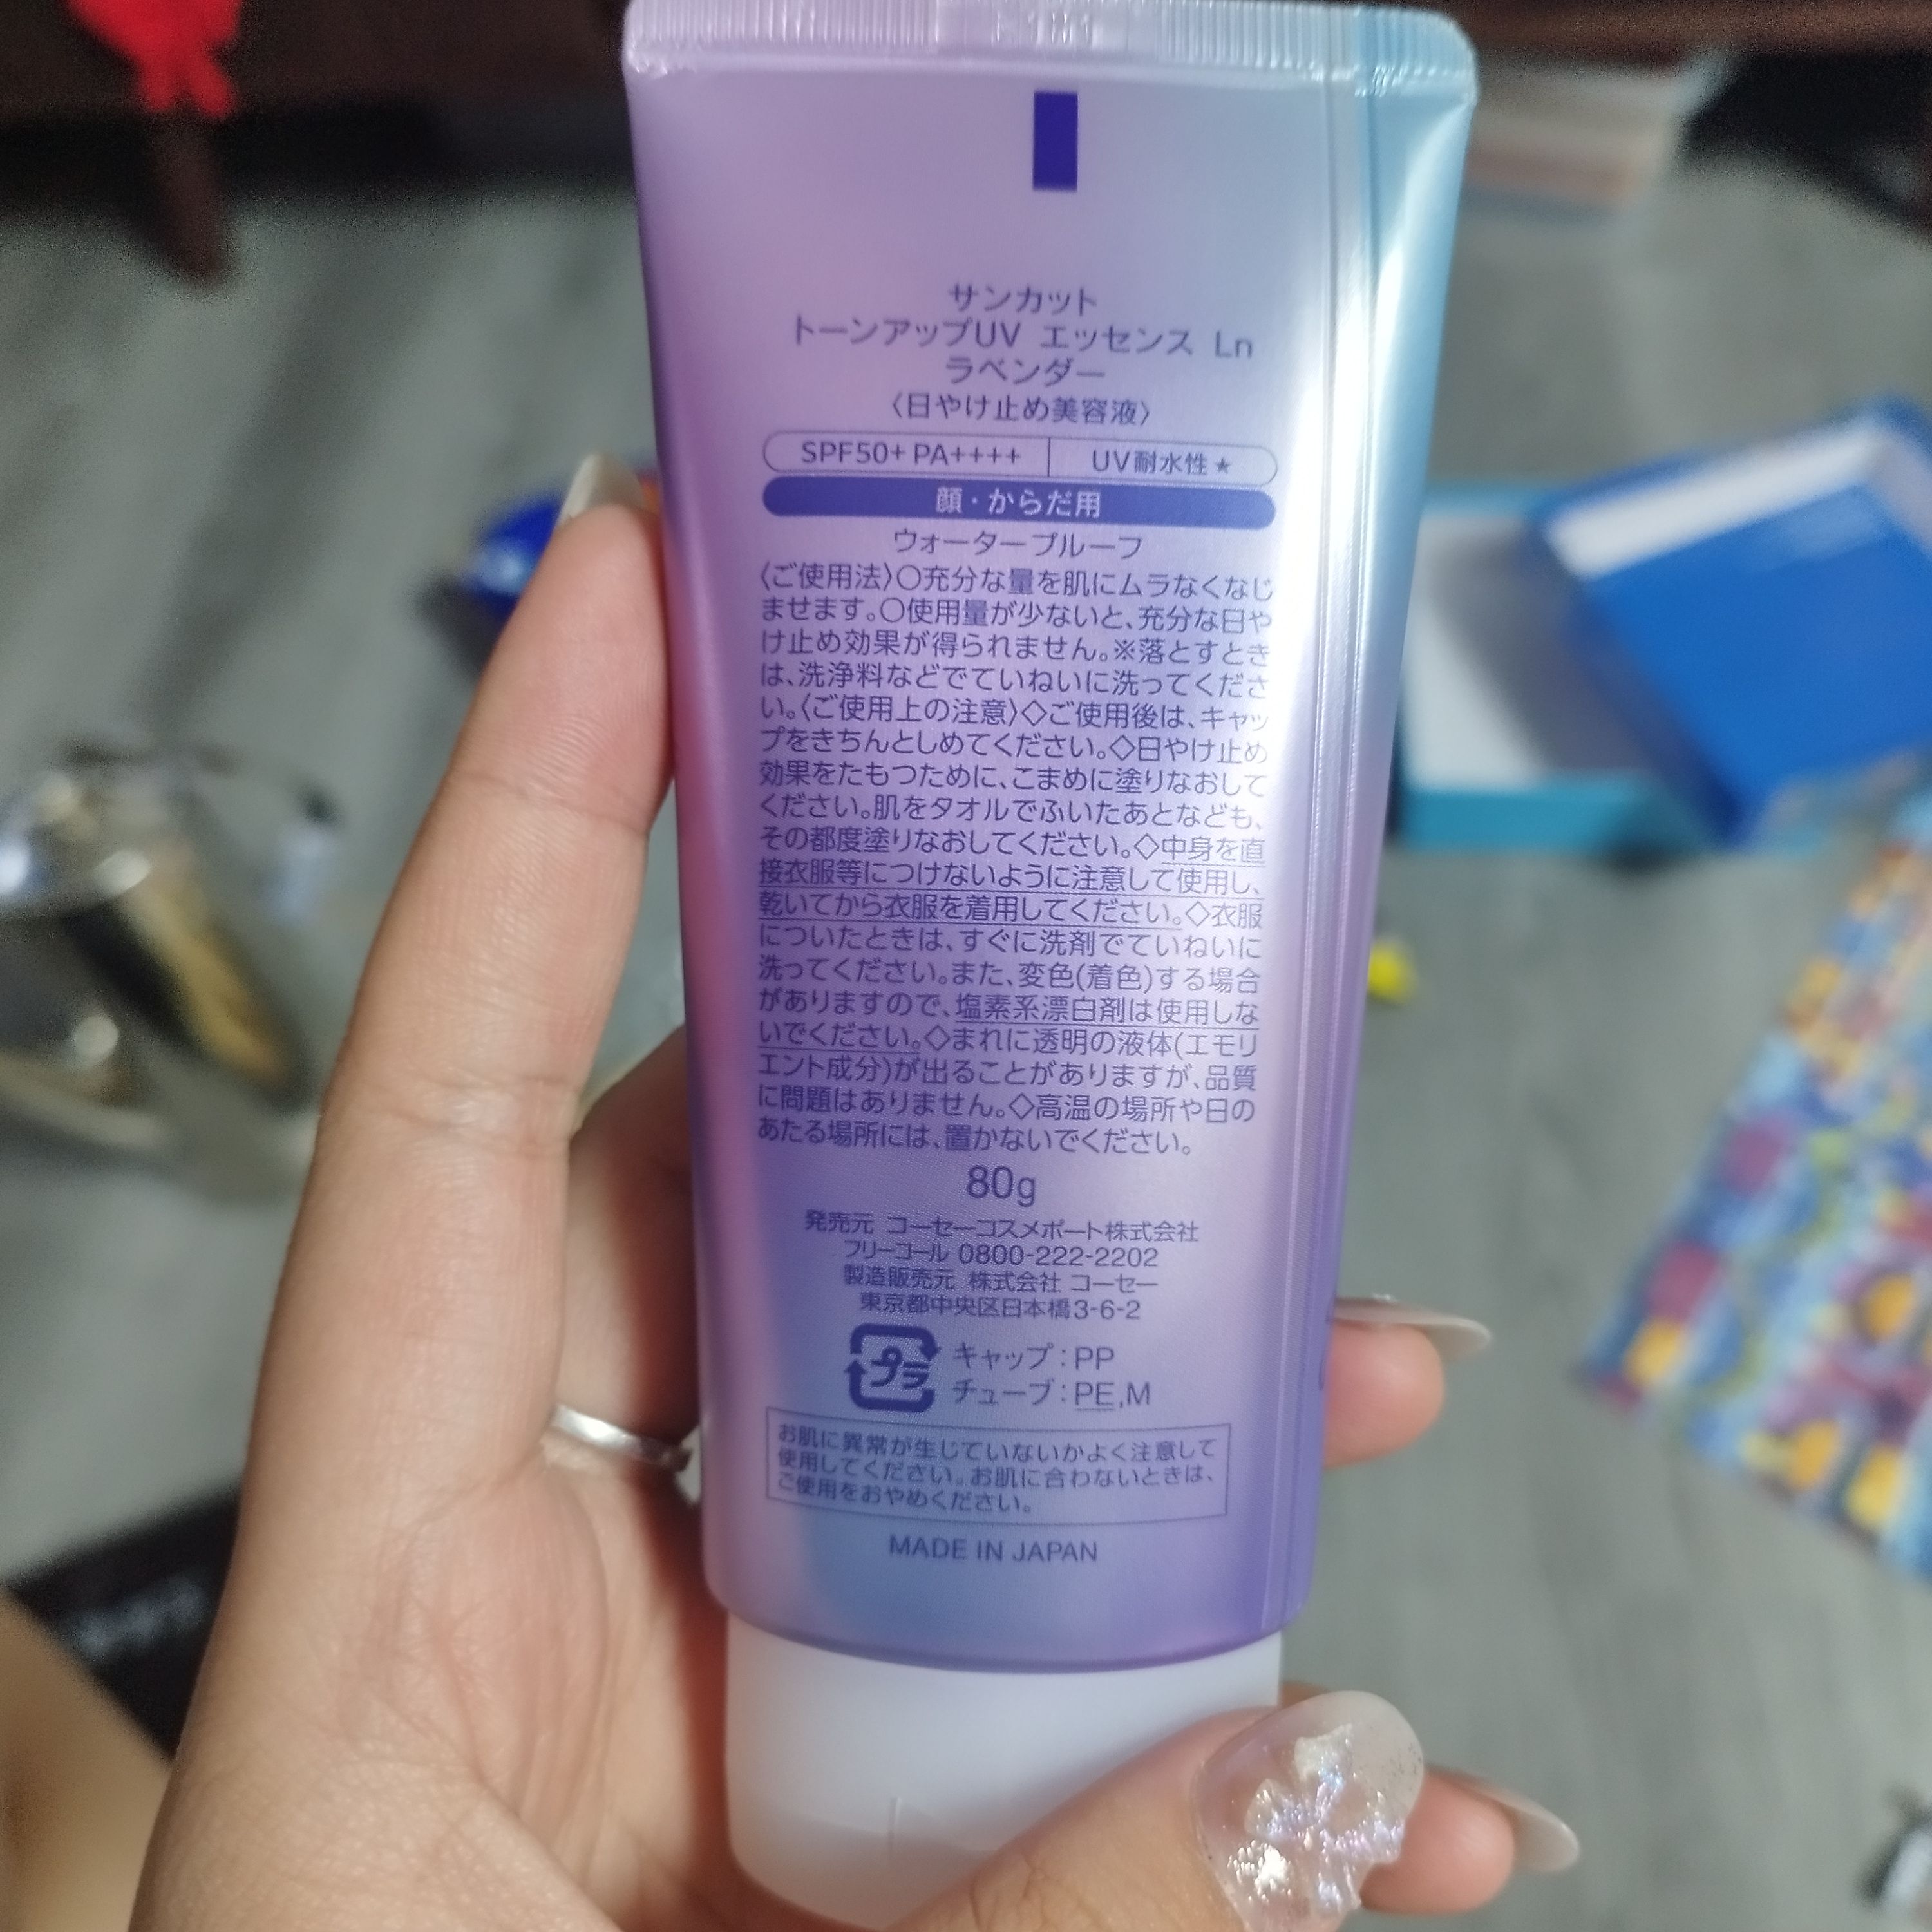 サンカット
トーンアップUV エッセンス Ln
ラベンダー
〈日やけ止め美容液〉
SPF50+ PA++++ UV耐水性★
顔・からだ用
ウォータープルーフ
〈ご使用法〉○充分な量を肌にムラなくなじ
ませます。○使用量が少ないと、充分な日や
け止め効果が得られません。※落とすとき
は、洗浄料などでていねいに洗ってくださ
い。〈ご使用上の注意〉◇ご使用後は、キャッ
プをきちんとしめてください。◇日やけ止め
効果をたもつために、こまめに塗りなおして
ください。肌をタオルでふいたあとなども、
その都度塗りなおしてください。◇中身を直
接衣服等につけないように注意して使用し、
乾いてから衣服を着用してください。◇衣服
についたときは、すぐに洗剤でていねいに
洗ってください。また、変色(着色)する場合
がありますので、塩素系漂白剤は使用しな
いでください。◇まれに透明の液体(エモリ
エント成分)が出ることがありますが、品質
に問題はありません。◇高温の場所や日の
あたる場所には、置かないでください。
80g
発売元 コーセーコスメポート株式会社
フリーコール 0800-222-2202
製造販売元 株式会社 コーセー
東京都中央区日本橋3-6-2
プラ キャップ:PP
チューブ:PE,M
お肌に異常が生じていないかよく注意して
使用してください。お肌に合わないときは、
ご使用をおやめください。
MADE IN JAPAN